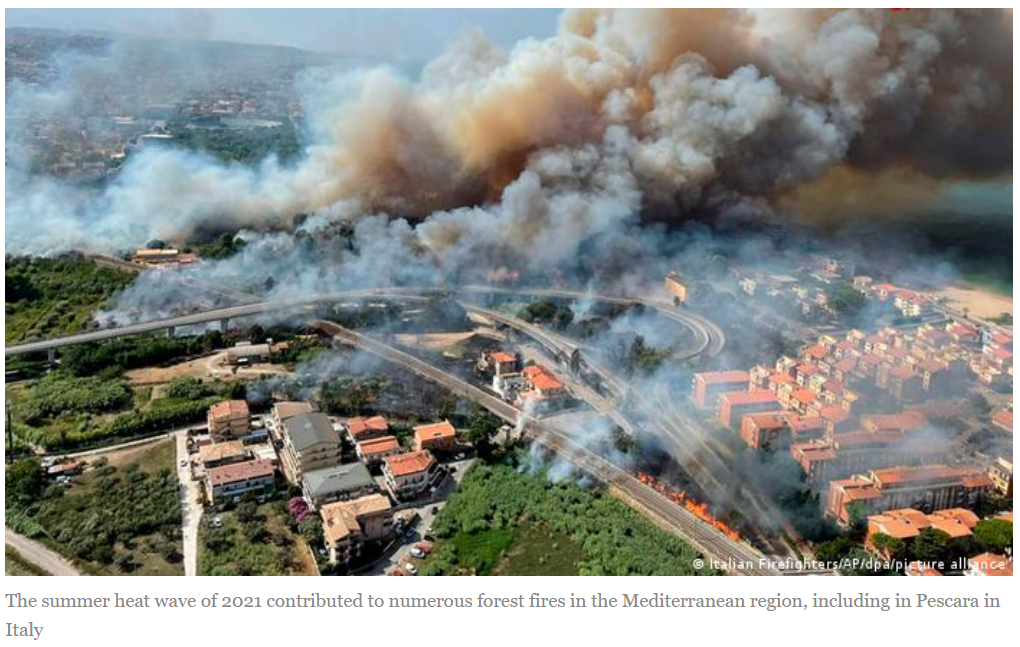 © Italian Firefighters/AP/dpa/picture alliance
The summer heat wave of 2021 contributed to numerous forest fires in the Mediterranean region, including in Pescara in
Italy